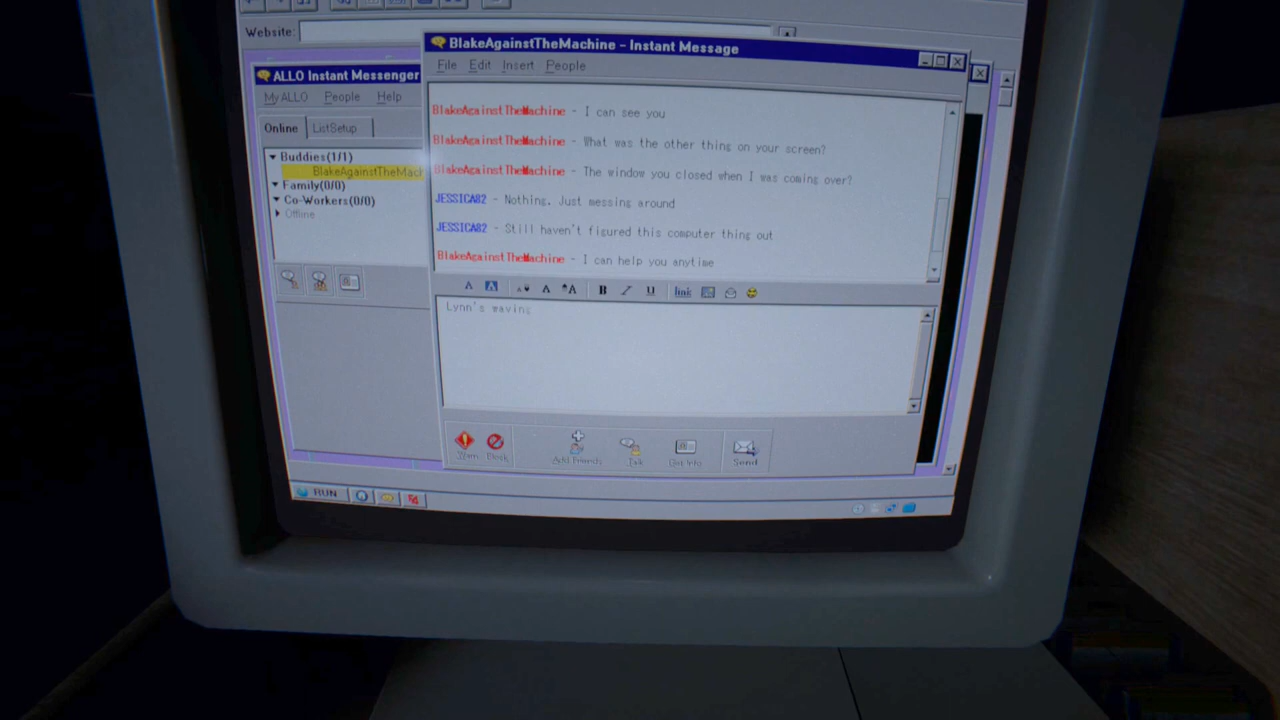 Website:
BlakeAgainstTheMachine - Instant Message
File Edit Insert People
ALLO Instant Messenger
My ALLO People Help
Online ListSetup
Buddies(1/1)
BlakeAgainstTheMach
Family(0/0)
Co-Workers(0/0)
Offline
BlakeAgainstTheMachine - I can see you
BlakeAgainstTheMachine - What was the other thing on your screen?
BlakeAgainstTheMachine - The window you closed when I was coming over?
JESSICA82 - Nothing. Just messing around
JESSICA82 - Still haven't figured this computer thing out
BlakeAgainstTheMachine - I can help you anytime
A A A A A B I U link
Lynn's waving
Warn Block Add Friends Talk Get Info Send
RUN